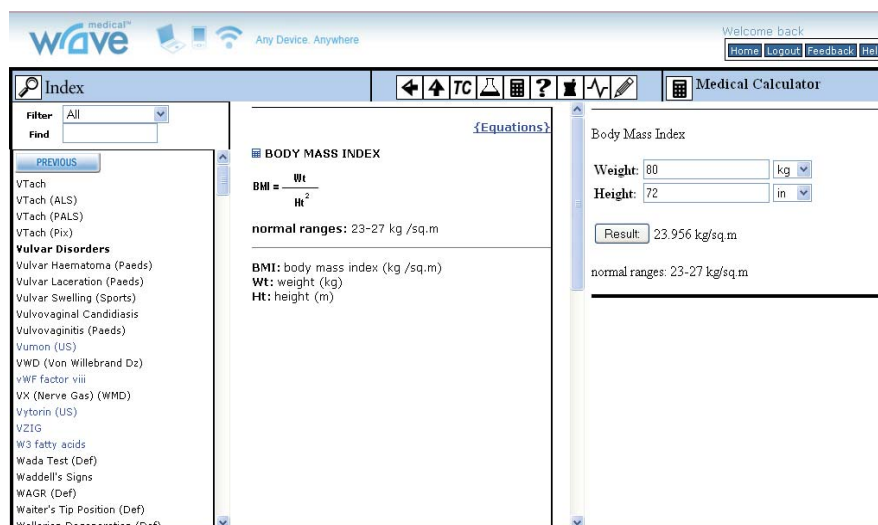 medical™
wave
Any Device. Anywhere
Welcome back
Home Logout Feedback Hel
Index
TC
?
Medical Calculator
Filter All
Find
PREVIOUS
VTach
VTach (ALS)
VTach (PALS)
VTach (Pix)
Vulvar Disorders
Vulvar Haematoma (Paeds)
Vulvar Laceration (Paeds)
Vulvar Swelling (Sports)
Vulvovaginal Candidiasis
Vulvovaginitis (Paeds)
Vumon (US)
VWD (Von Willebrand Dz)
vWF factor viii
VX (Nerve Gas) (WMD)
Vytorin (US)
VZIG
W3 fatty acids
Wada Test (Def)
Waddell's Signs
WAGR (Def)
Waiter's Tip Position (Def)
{Equations}
BODY MASS INDEX
BMI = Wt
Ht²
normal ranges: 23-27 kg /sq.m
BMI: body mass index (kg /sq.m)
Wt: weight (kg)
Ht: height (m)
Body Mass Index
Weight: 80 kg
Height: 72 in
Result 23.956 kg/sq.m
normal ranges: 23-27 kg/sq.m